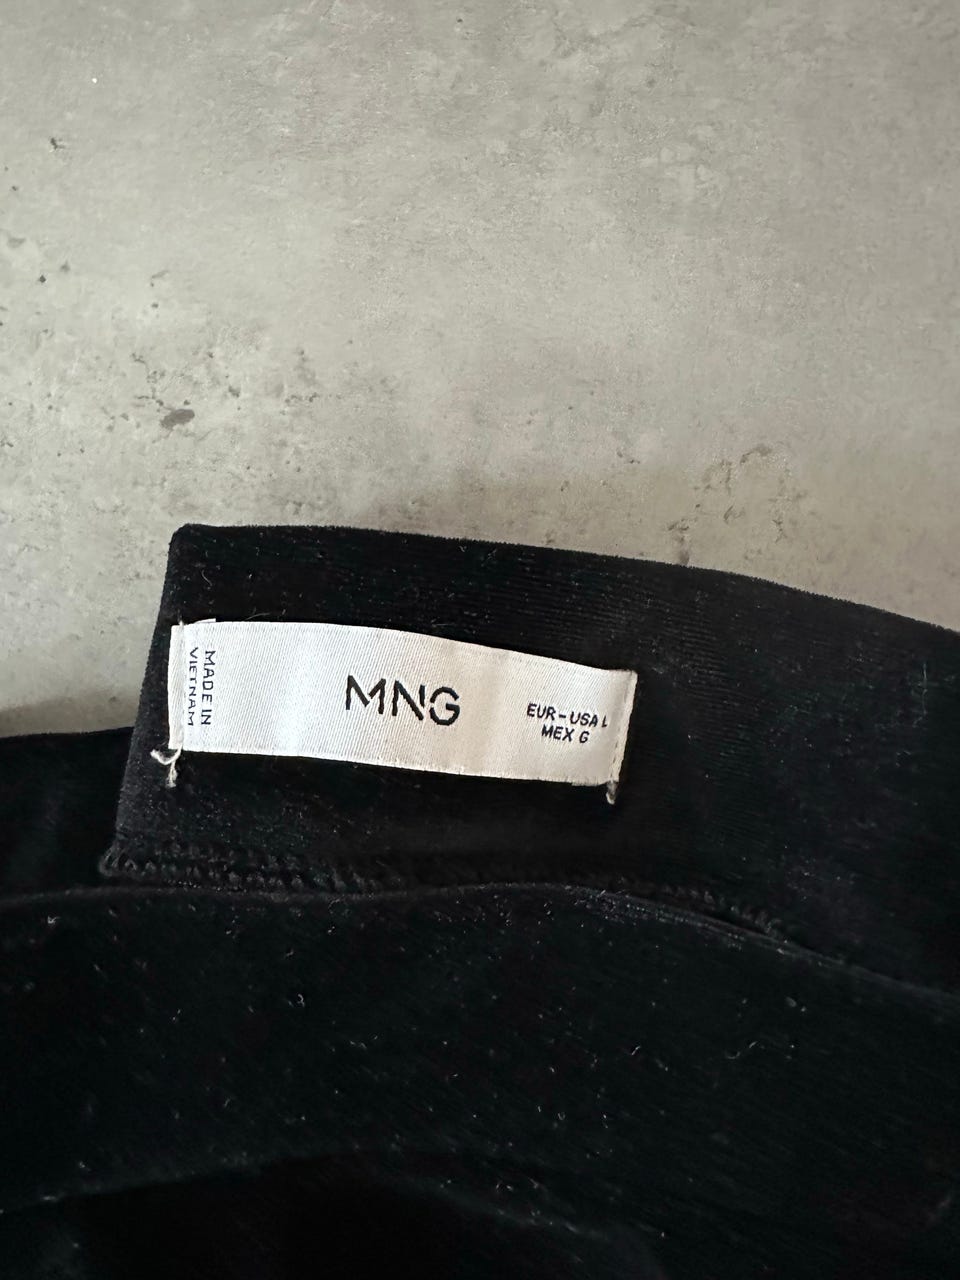 MADE IN
VIETNAM
MNG
EUR-USA L
MEX G